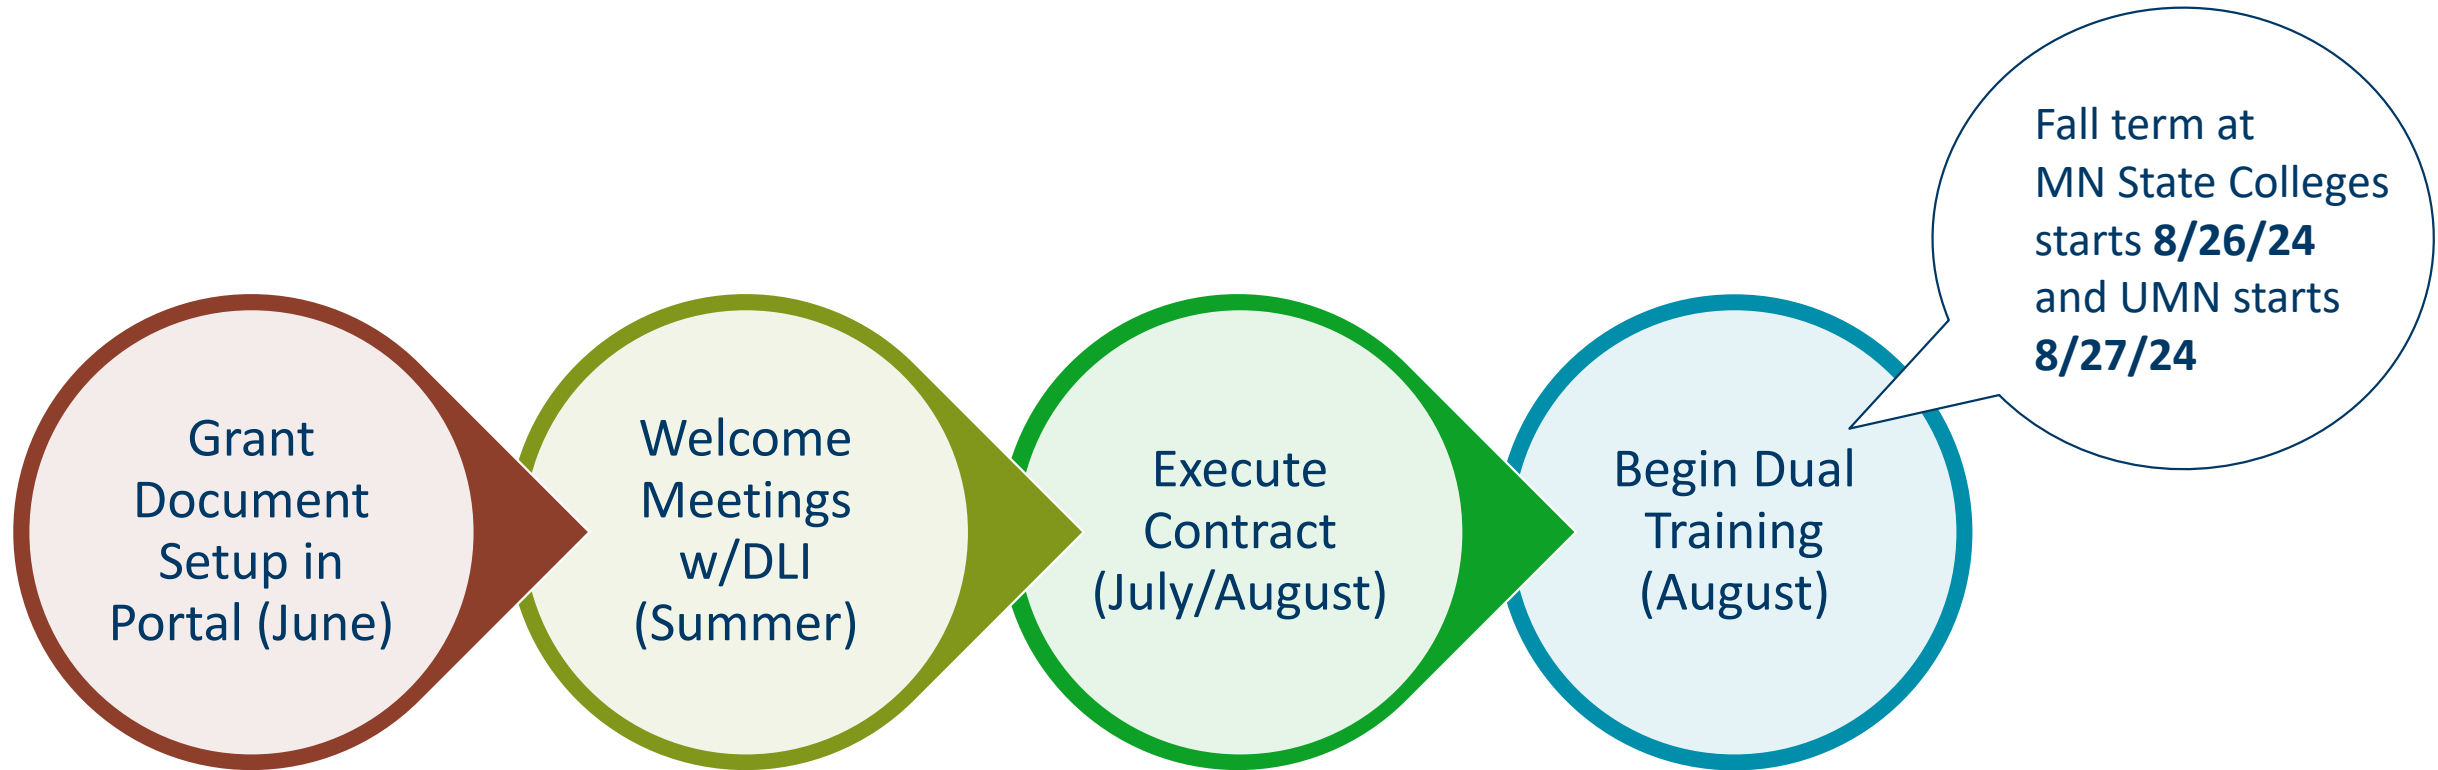 Grant
Document
Setup in
Portal (June)
Welcome
Meetings
w/DLI
(Summer)
Execute
Contract
(July/August)
Begin Dual
Training
(August)
Fall term at
MN State Colleges
starts 8/26/24
and UMN starts
8/27/24